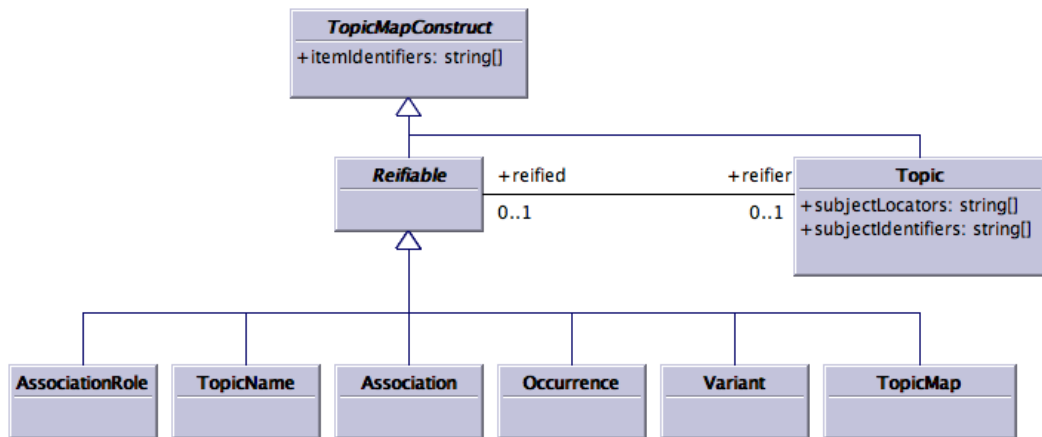 TopicMapConstruct
+itemIdentifiers: string[]
Reifiable
+reified
+reifier
0..1
0..1
Topic
+subjectLocators: string[]
+subjectIdentifiers: string[]
AssociationRole
TopicName
Association
Occurrence
Variant
TopicMap